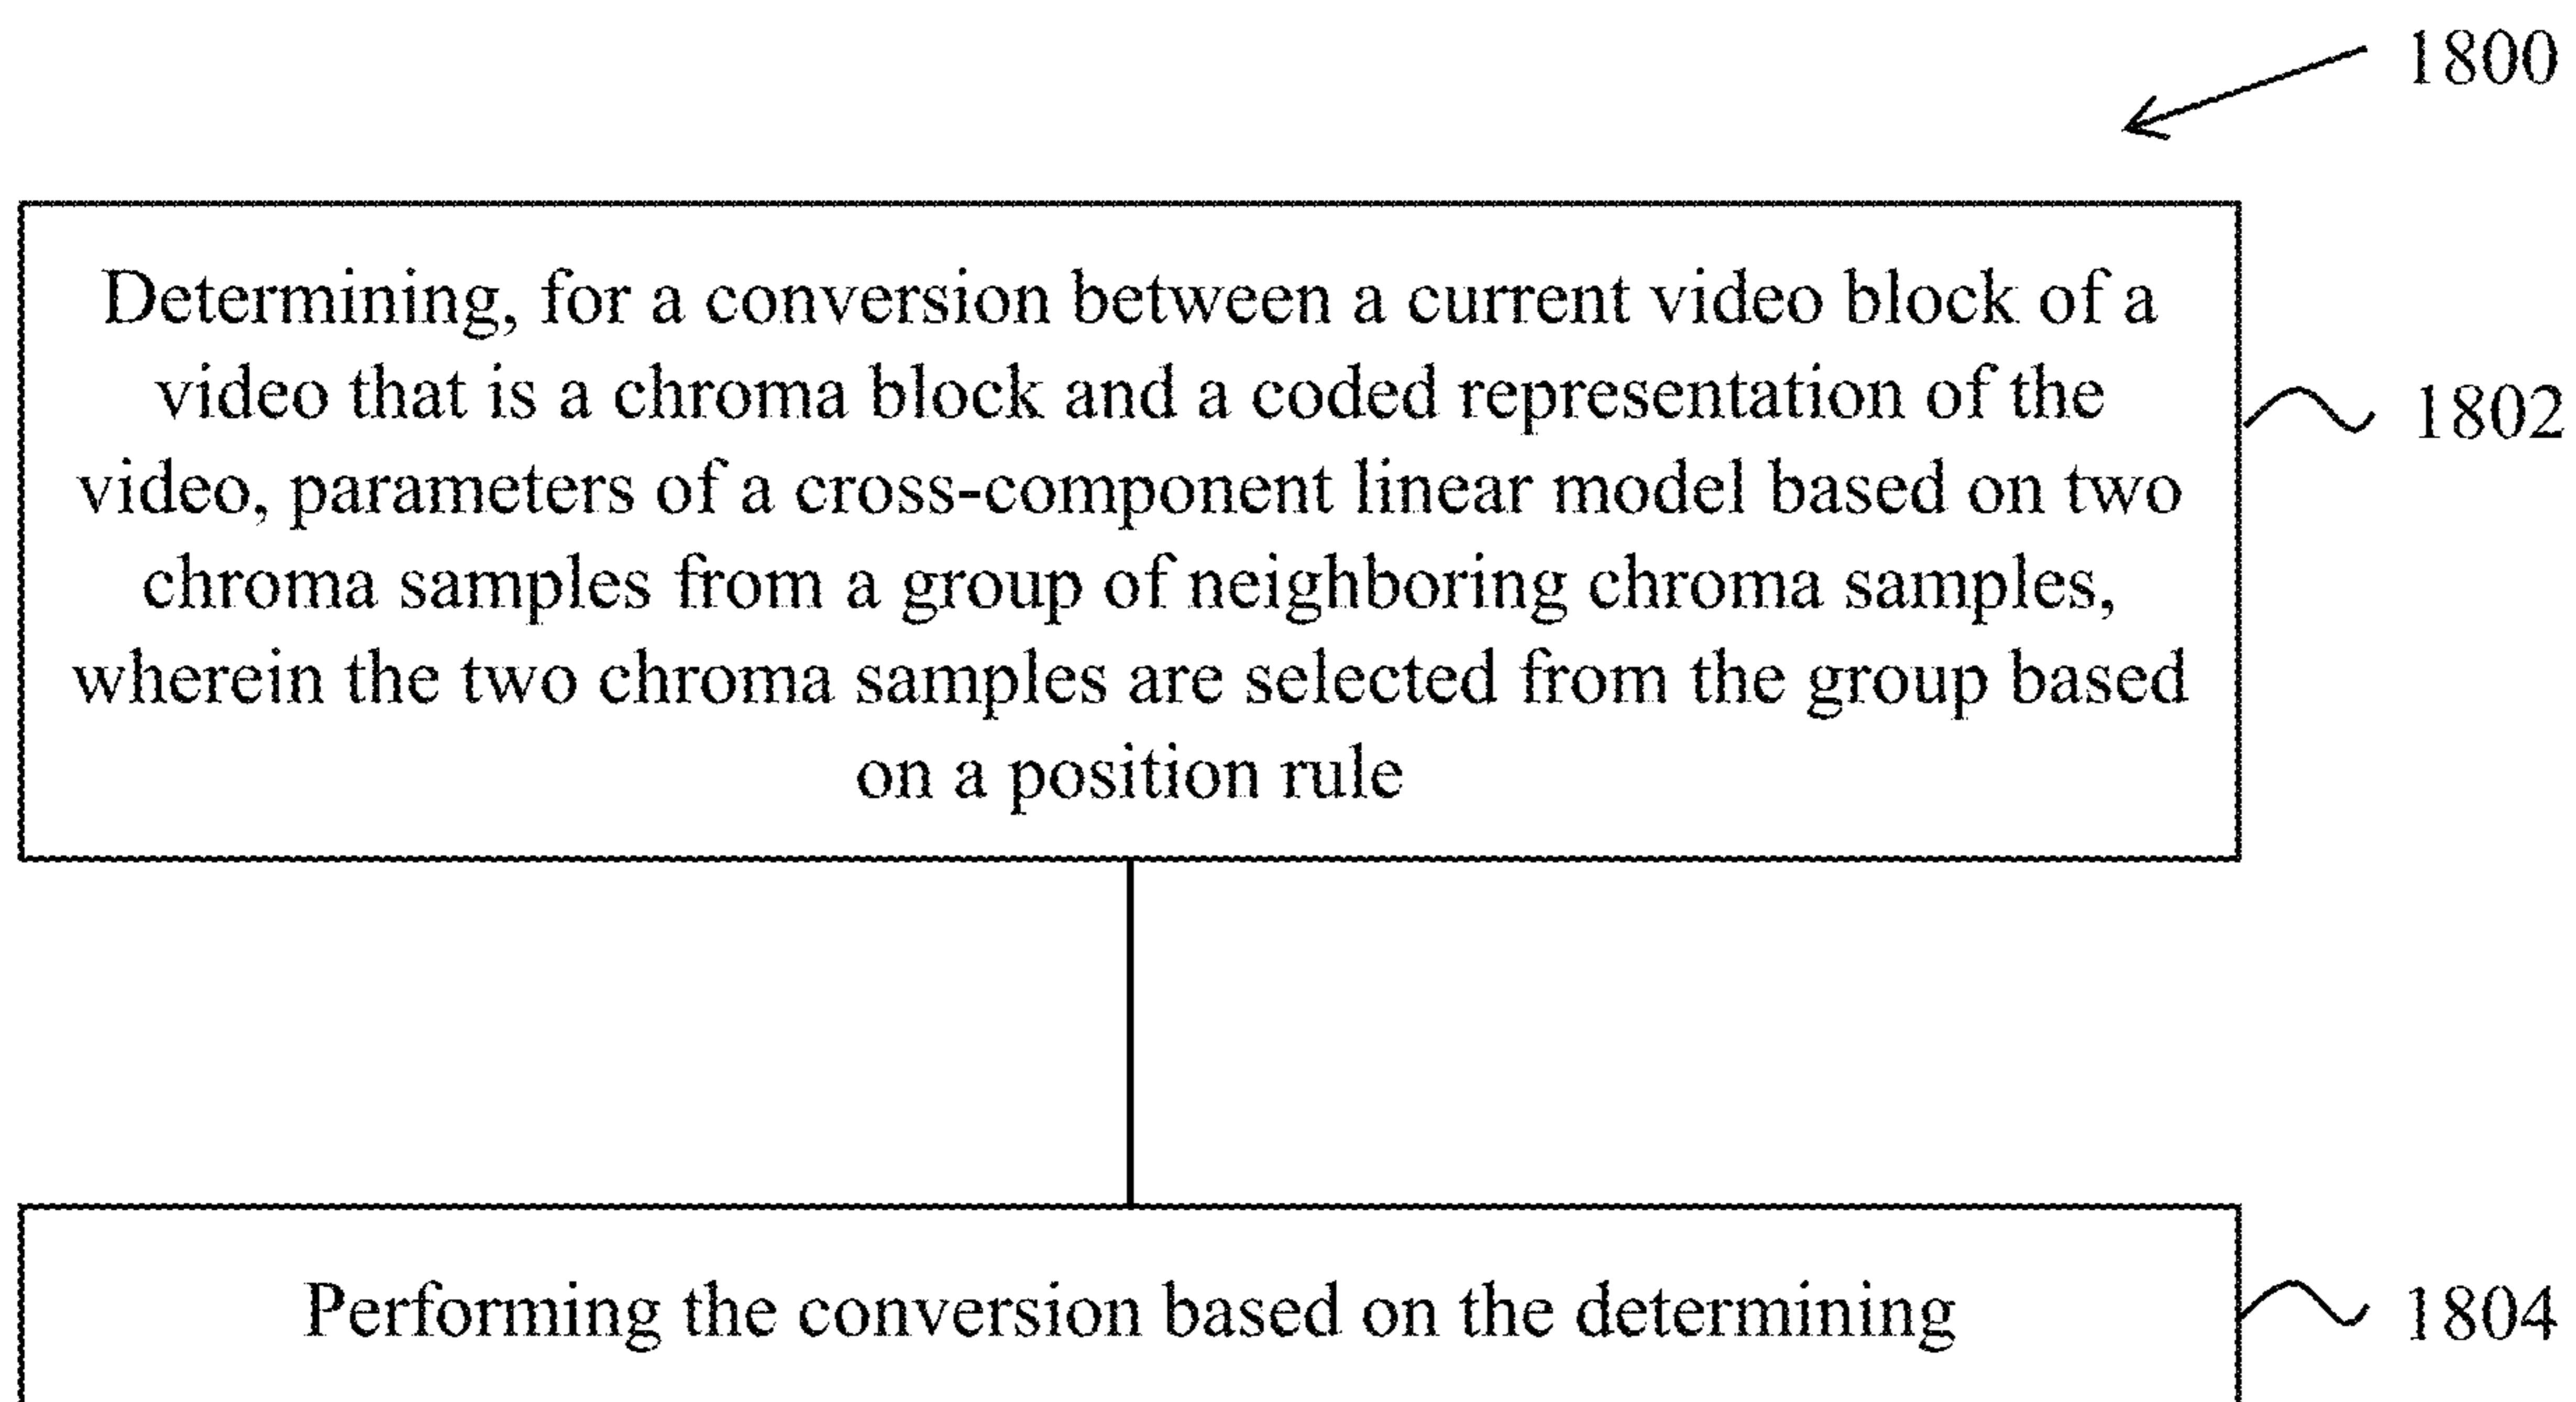 1800
Determining, for a conversion between a current video block of a
video that is a chroma block and a coded representation of the
video, parameters of a cross-component linear model based on two
chroma samples from a group of neighboring chroma samples,
wherein the two chroma samples are selected from the group based
on a position rule
1802
Performing the conversion based on the determining
1804